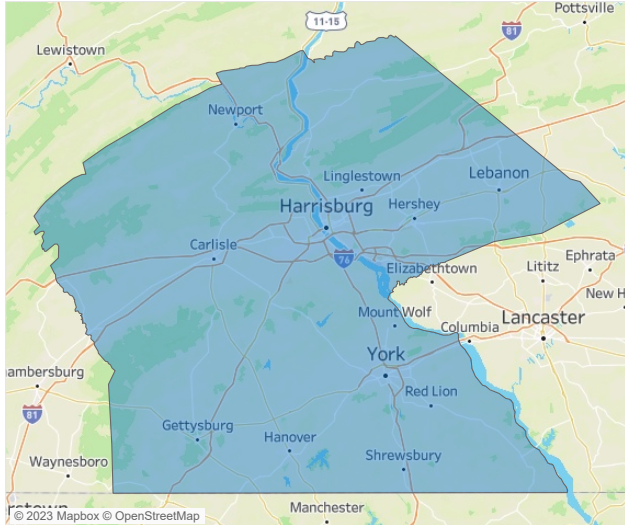 Pottsville
11-15
81
Lewistown
Newport
Linglestown
Lebanon
Harrisburg
Hershey
Carlisle
76
Ephrata
Elizabethtown
Lititz
New H
Mount Wolf
Lancaster
Columbia
York
ambersburg
Red Lion
81
Gettysburg
Hanover
Shrewsbury
Waynesboro
rstown
Manchester
© 2023 Mapbox © OpenStreetMap